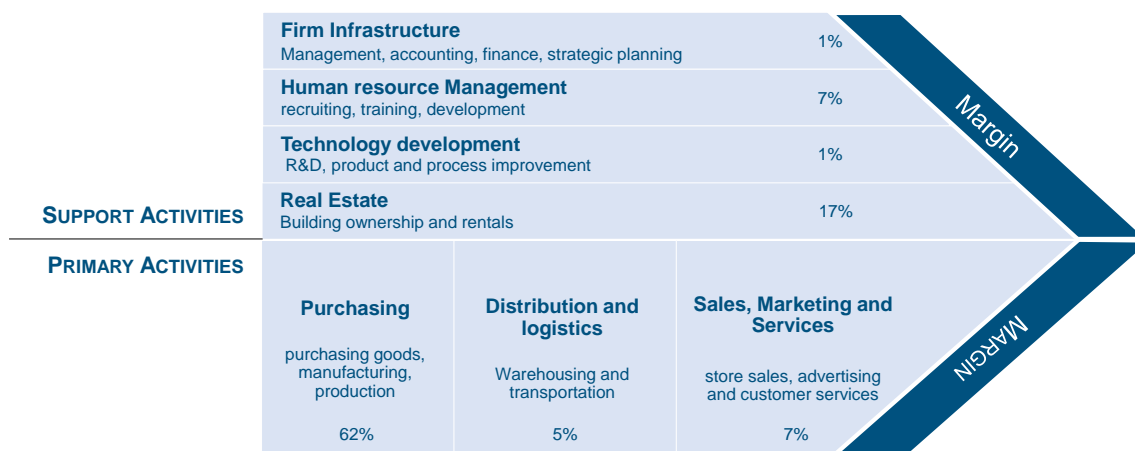 Firm Infrastructure
Management, accounting, finance, strategic planning
1%
Human resource Management
recruiting, training, development
7%
Technology development
R&D, product and process improvement
1%
Real Estate
Building ownership and rentals
17%
Margin
SUPPORT ACTIVITIES
PRIMARY ACTIVITIES
Purchasing
purchasing goods,
manufacturing,
production
62%
Distribution and
logistics
Warehousing and
transportation
5%
Sales, Marketing and
Services
store sales, advertising
and customer services
7%
MARGIN